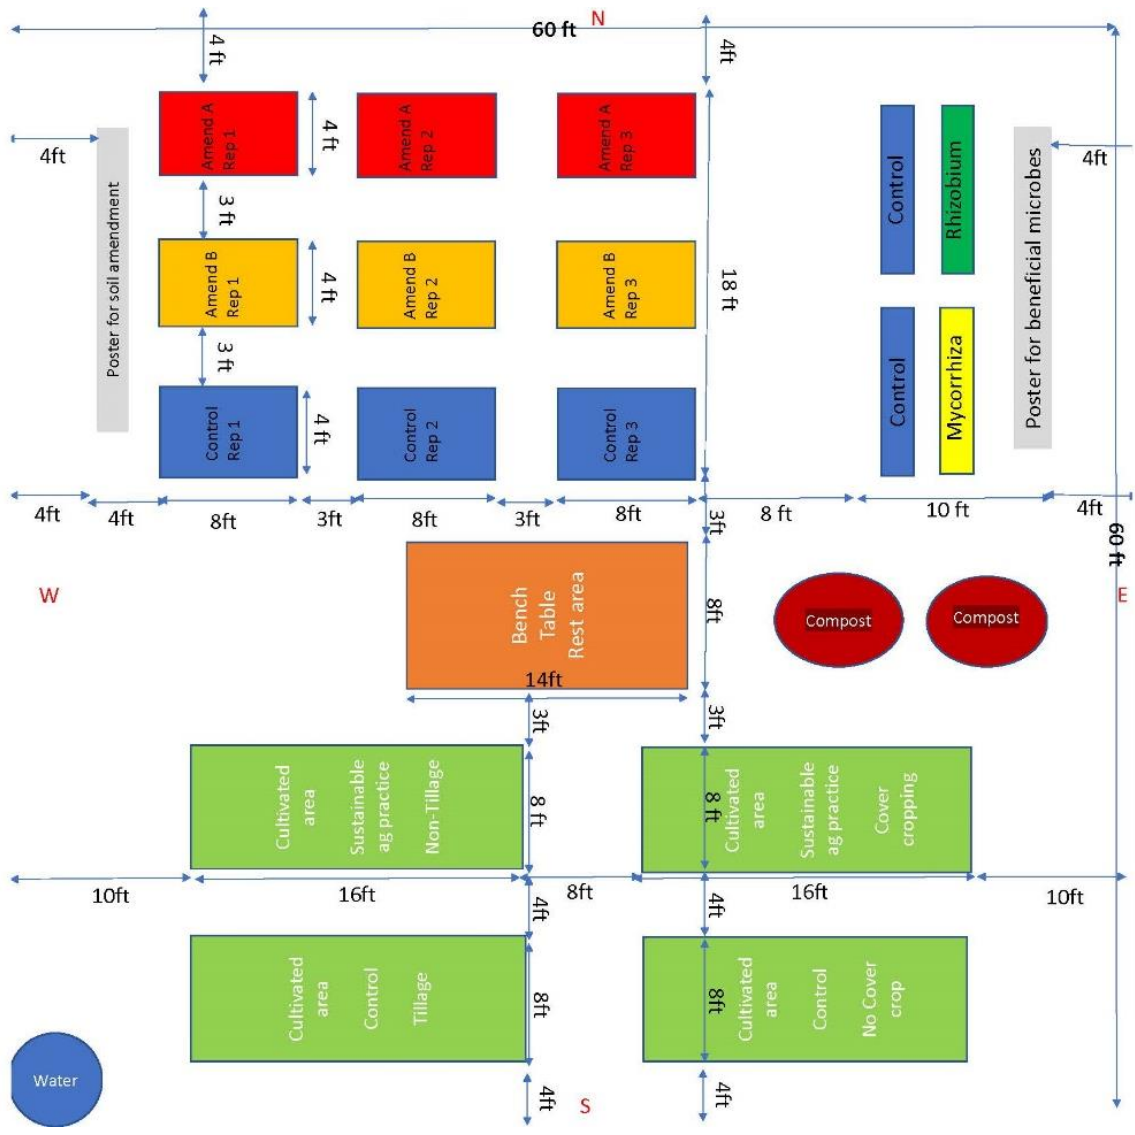 N
60 ft
4 ft
4ft
Amend A
Rep 1
4 ft
Amend A
Rep 2
Amend A
Rep 3
Control
Rhizobium
4ft
4ft
Poster for soil amendment
Poster for beneficial microbes
3 ft
Amend B
Rep 1
4 ft
Amend B
Rep 2
Amend B
Rep 3
18 ft
3 ft
Control
Rep 1
4 ft
Control
Rep 2
Control
Rep 3
Control
Mycorrhiza
4ft
4ft
8ft
3ft
8ft
3ft
8ft
3ft
8 ft
10 ft
4ft
60 ft
W
Bench
Table
Rest area
14ft
8ft
Compost
Compost
E
3ft
3ft
Cultivated
area
Sustainable
ag practice
Non-Tillage
8 ft
Cultivated
area
Sustainable
ag practice
Cover
cropping
8 ft
10ft
16ft
8ft
16ft
10ft
4ft
4ft
Cultivated
area
Control
Tillage
8ft
Cultivated
area
Control
No Cover
crop
8ft
Water
4ft
S
4ft